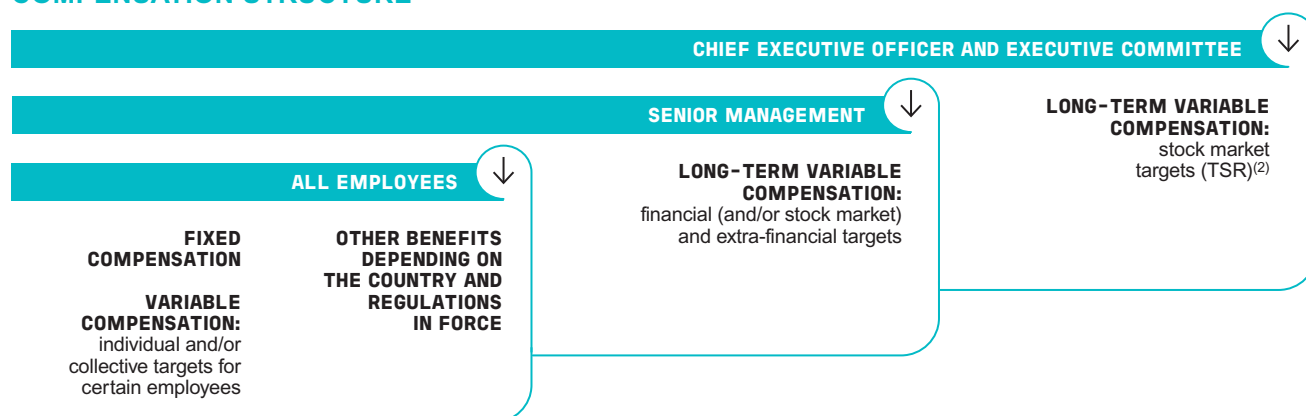 COMPENSATION STRUCTURE
CHIEF EXECUTIVE OFFICER AND EXECUTIVE COMMITTEE
SENIOR MANAGEMENT
ALL EMPLOYEES
FIXED
COMPENSATION
VARIABLE
COMPENSATION:
individual and/or
collective targets for
certain employees
OTHER BENEFITS
DEPENDING ON
THE COUNTRY AND
REGULATIONS
IN FORCE
LONG-TERM VARIABLE
COMPENSATION:
financial (and/or stock market)
and extra-financial targets
LONG-TERM VARIABLE
COMPENSATION:
stock market
targets (TSR)(2)